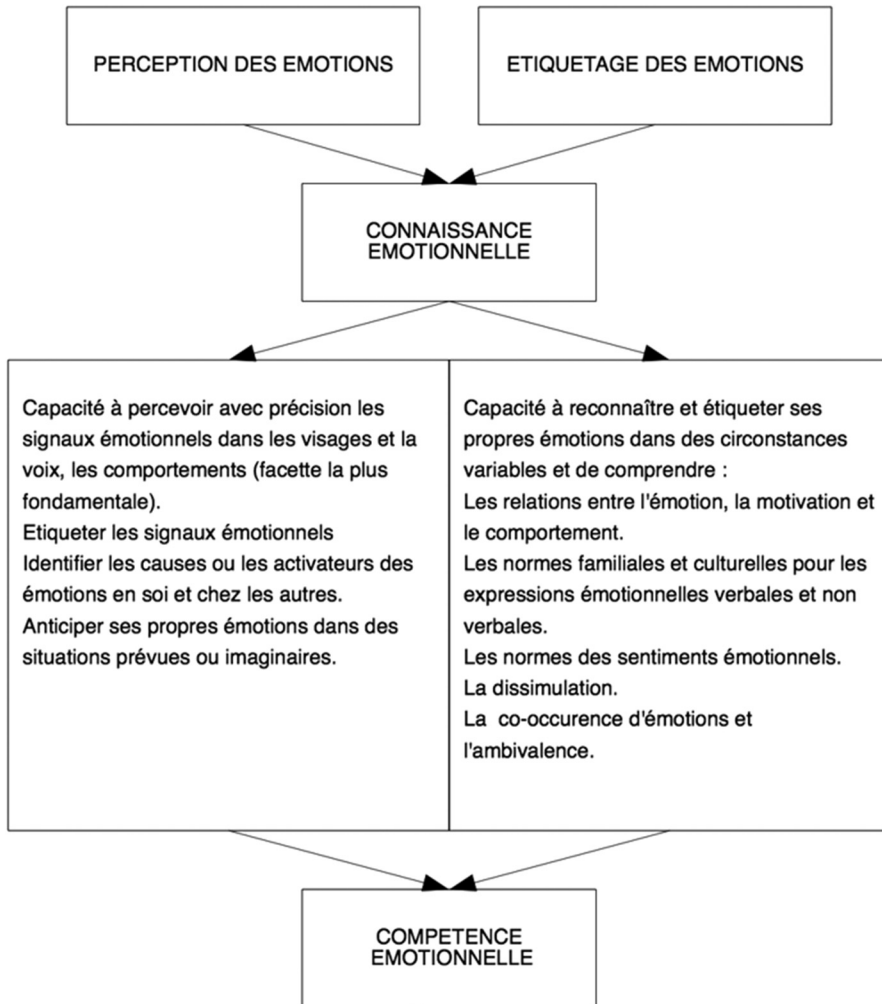 PERCEPTION DES EMOTIONS
ETIQUETAGE DES EMOTIONS
CONNAISSANCE
EMOTIONNELLE
Capacité à percevoir avec précision les
signaux émotionnels dans les visages et la
voix, les comportements (facette la plus
fondamentale).
Etiqueter les signaux émotionnels
Identifier les causes ou les activateurs des
émotions en soi et chez les autres.
Anticiper ses propres émotions dans des
situations prévues ou imaginaires.
Capacité à reconnaître et étiqueter ses
propres émotions dans des circonstances
variables et de comprendre :
Les relations entre l'émotion, la motivation et
le comportement.
Les normes familiales et culturelles pour les
expressions émotionnelles verbales et non
verbales.
Les normes des sentiments émotionnels.
La dissimulation.
La co-occurence d'émotions et
l'ambivalence.
COMPETENCE
EMOTIONNELLE